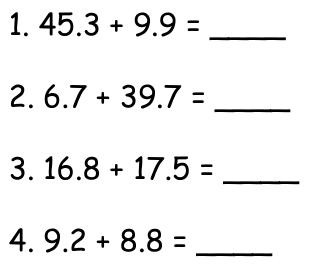 1. 45.3 + 9.9 = _____
2. 6.7 + 39.7 = _____
3. 16.8 + 17.5 = _____
4. 9.2 + 8.8 = _____